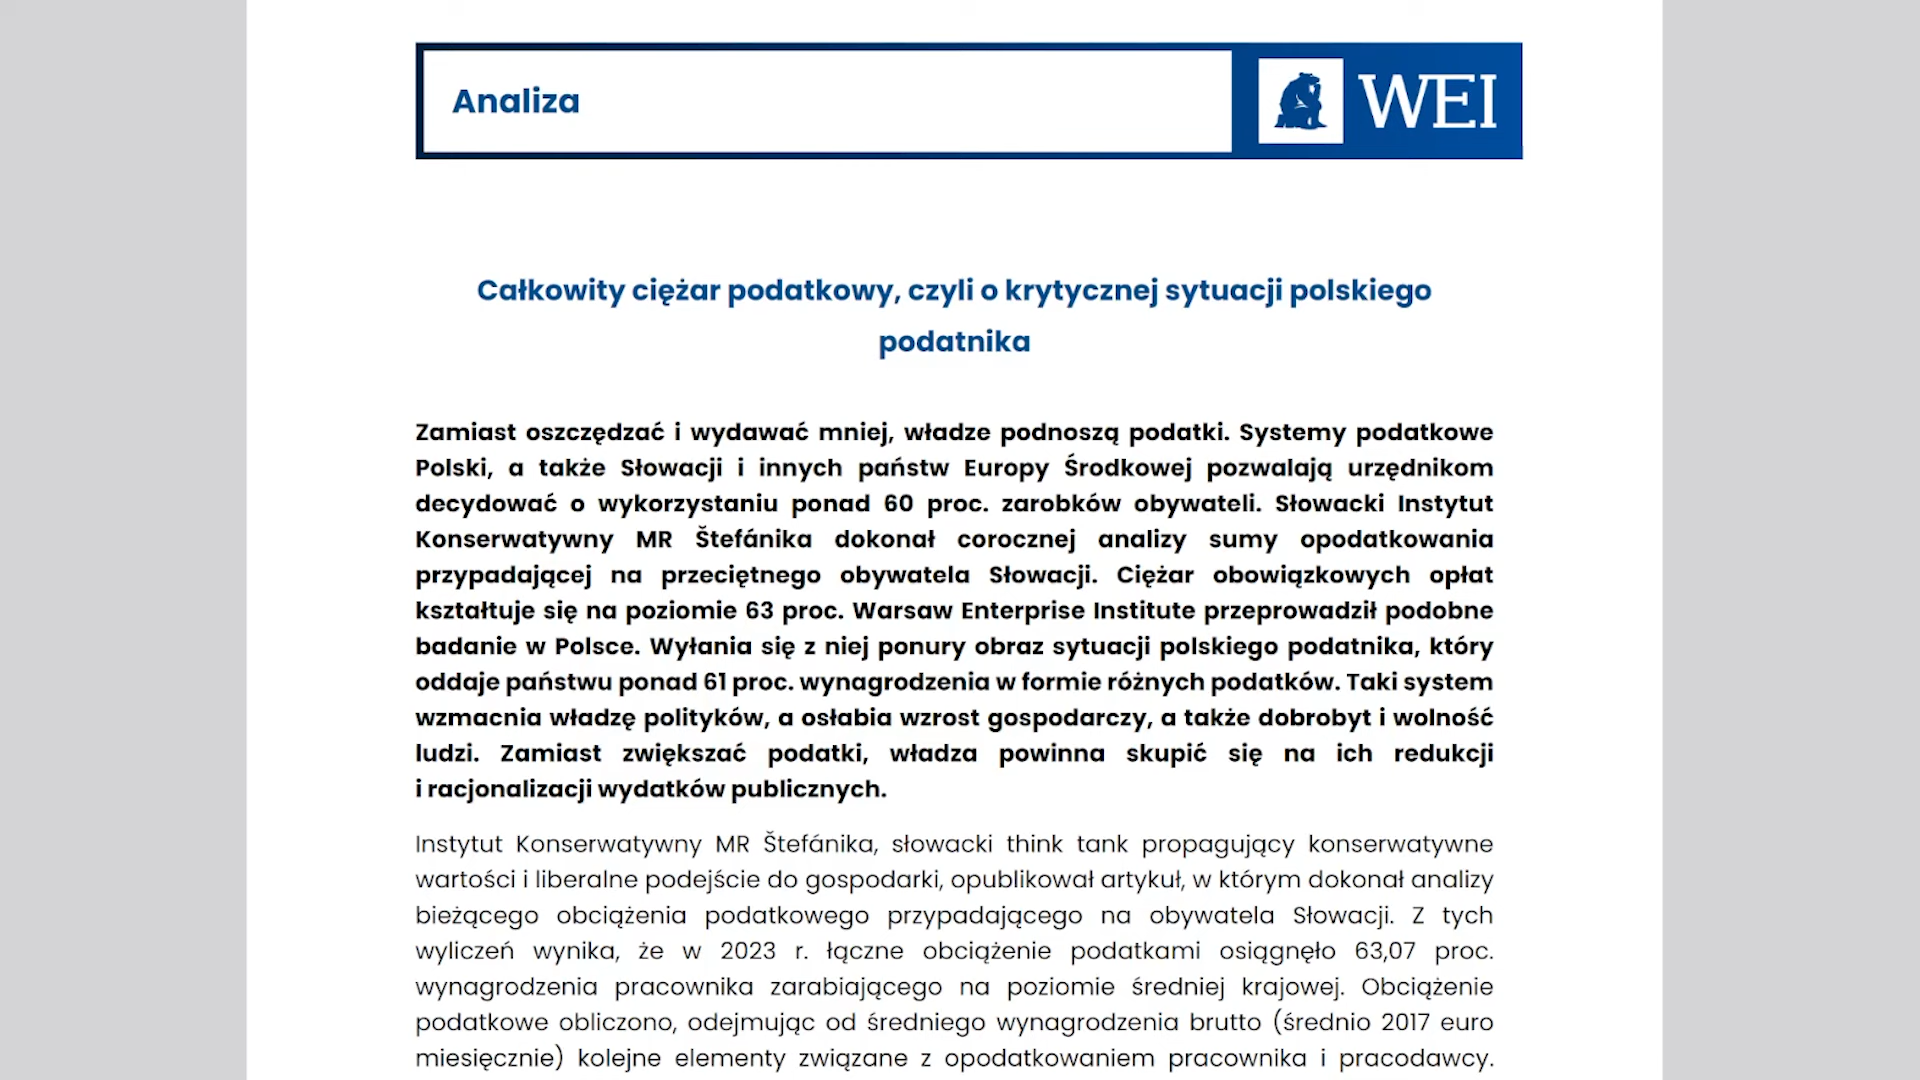 Analiza
WEI
Całkowity ciężar podatkowy, czyli o krytycznej sytuacji polskiego
podatnika
Zamiast oszczędzać i wydawać mniej, władze podnoszą podatki. Systemy podatkowe
Polski, a także Słowacji i innych państw Europy Środkowej pozwalają urzędnikom
decydować o wykorzystaniu ponad 60 proc. zarobków obywateli. Słowacki Instytut
Konserwatywny MR Štefánika dokonał corocznej analizy sumy opodatkowania
przypadającej na przeciętnego obywatela Słowacji. Ciężar obowiązkowych opłat
kształtuje się na poziomie 63 proc. Warsaw Enterprise Institute przeprowadził podobne
badanie w Polsce. Wyłania się z niej ponury obraz sytuacji polskiego podatnika, który
oddaje państwu ponad 61 proc. wynagrodzenia w formie różnych podatków. Taki system
wzmacnia władzę polityków, a osłabia wzrost gospodarczy, a także dobrobyt i wolność
ludzi. Zamiast zwiększać podatki, władza powinna skupić się na ich redukcji
i racjonalizacji wydatków publicznych.
Instytut Konserwatywny MR Štefánika, słowacki think tank propagujący konserwatywne
wartości i liberalne podejście do gospodarki, opublikował artykuł, w którym dokonał analizy
bieżącego obciążenia podatkowego przypadającego na obywatela Słowacji. Z tych
wyliczeń wynika, że w 2023 r. łączne obciążenie podatkami osiągnęło 63,07 proc.
wynagrodzenia pracownika zarabiającego na poziomie średniej krajowej. Obciążenie
podatkowe obliczono, odejmując od średniego wynagrodzenia brutto (średnio 2017 euro
miesięcznie) kolejne elementy związane z opodatkowaniem pracownika i pracodawcy.